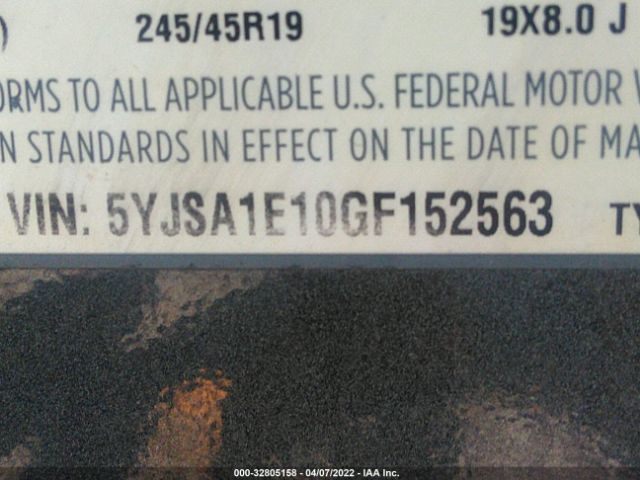 ) 245/45R19 19X8.0 J
ORMS TO ALL APPLICABLE U.S. FEDERAL MOTOR V
N STANDARDS IN EFFECT ON THE DATE OF MA
VIN: 5YJSA1E10GF152563 TY
000-32805158 - 04/07/2022 - IAA Inc.